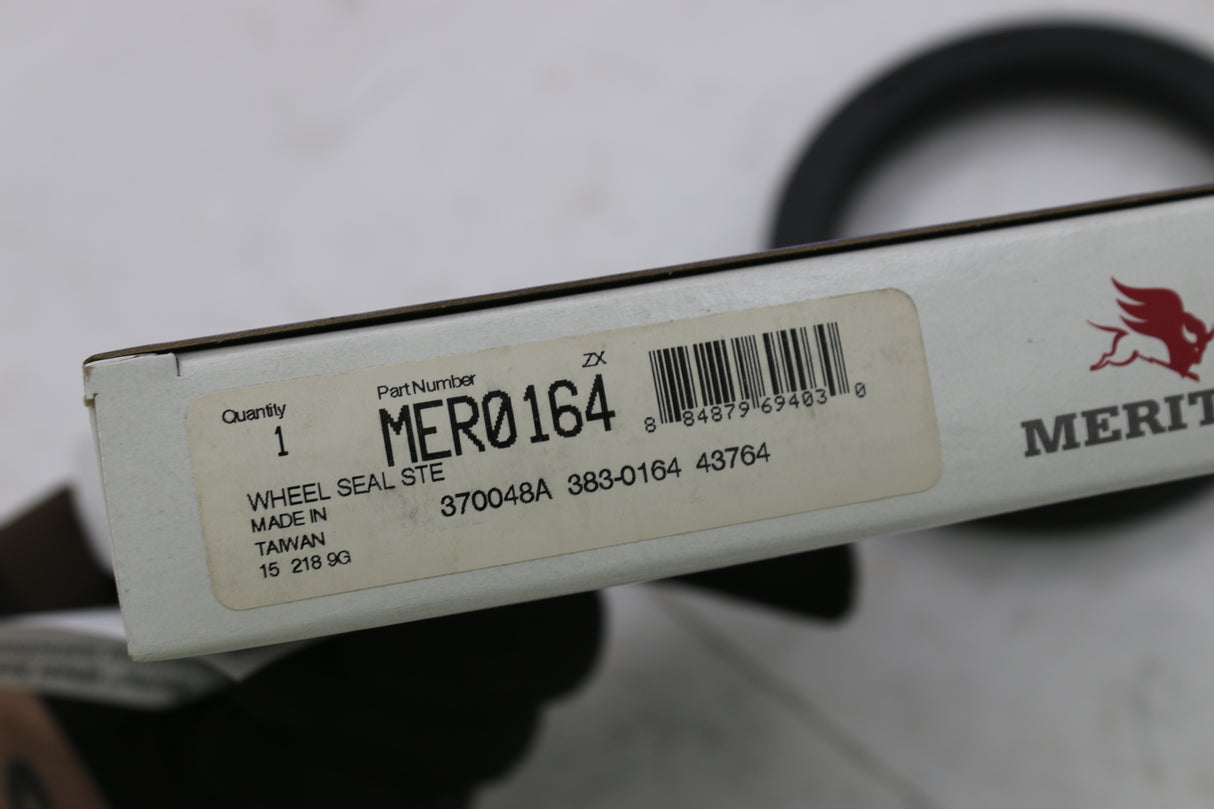 Quantity
1
Part Number
ZX
MER0164
8 84879 69403 0
WHEEL SEAL STE
370048A 383-0164 43764
MADE IN
TAIWAN
15 218 9G
MERIT